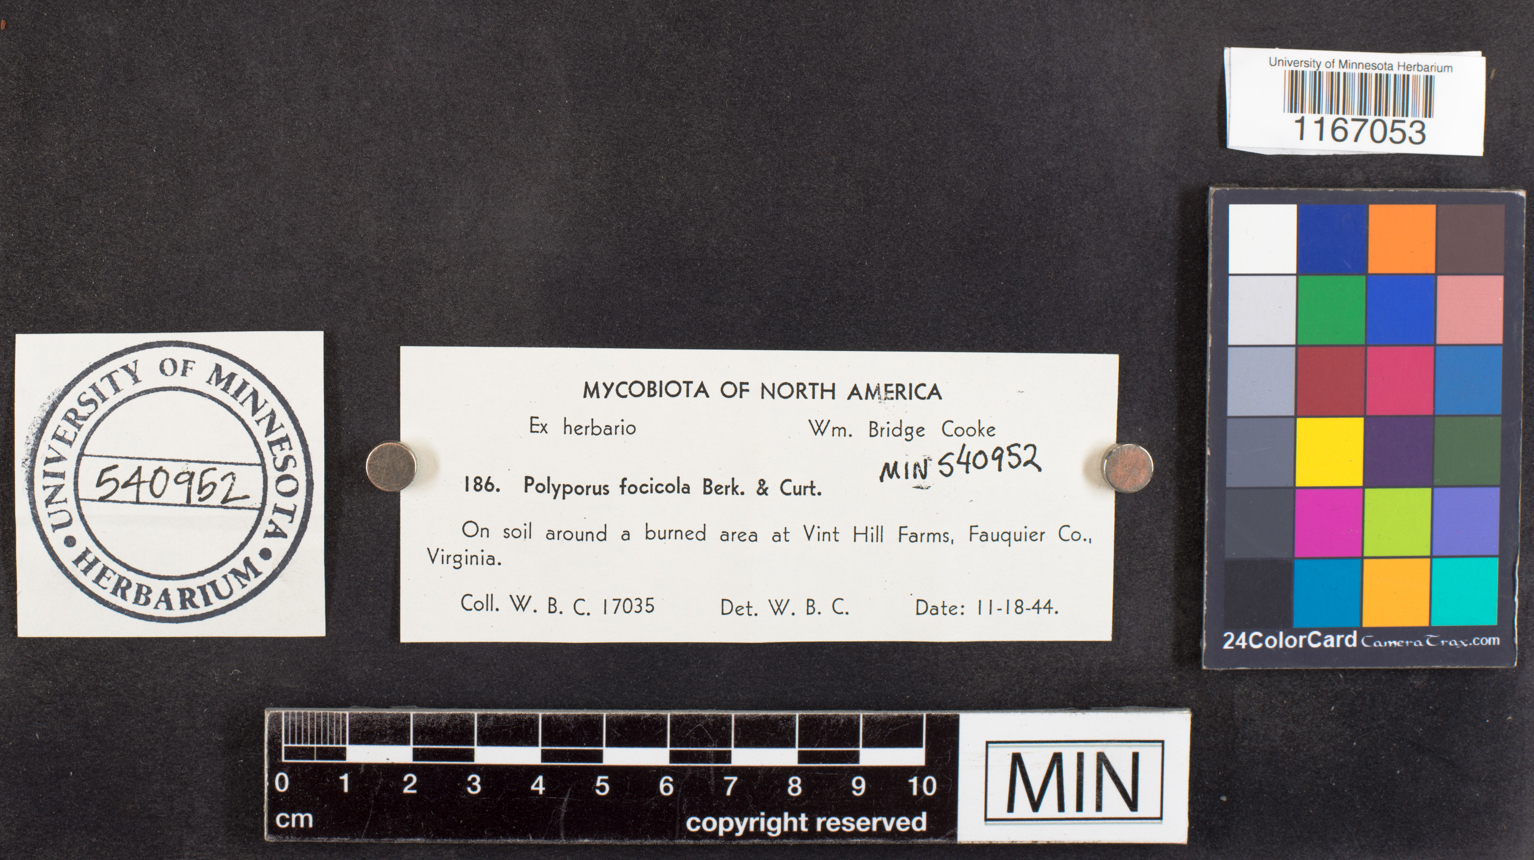 University of Minnesota Herbarium
1167053
UNIVERSITY OF MINNESOTA
540952
• HERBARIUM •
MYCOBIOTA OF NORTH AMERICA
Ex herbario Wm. Bridge Cooke
MIN 540952
186. Polyporus focicola Berk. & Curt.
On soil around a burned area at Vint Hill Farms, Fauquier Co.,
Virginia.
Coll. W. B. C. 17035 Det. W. B. C. Date: 11-18-44.
24ColorCard CameraTrax.com
0 1 2 3 4 5 6 7 8 9 10
cm copyright reserved
MIN